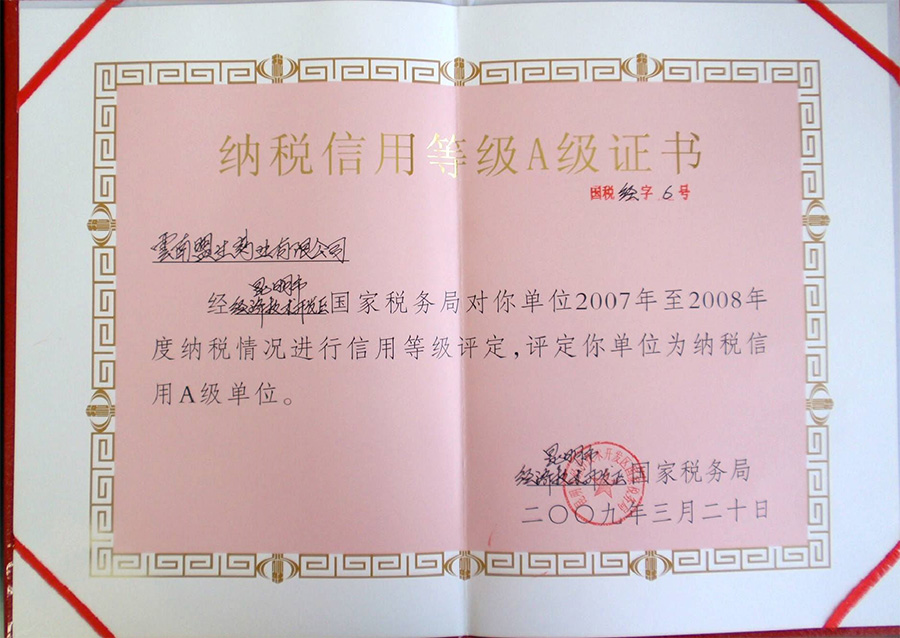 纳税信用等级A级证书
国税 经 字 6 号
雲南盟生药业有限公司
昆明市
经经济技术开发区国家税务局对你单位2007年至2008年
度纳税情况进行信用等级评定,评定你单位为纳税信
用A级单位。
昆明市
经济技术开发区国家税务局
二〇〇九年三月二十日